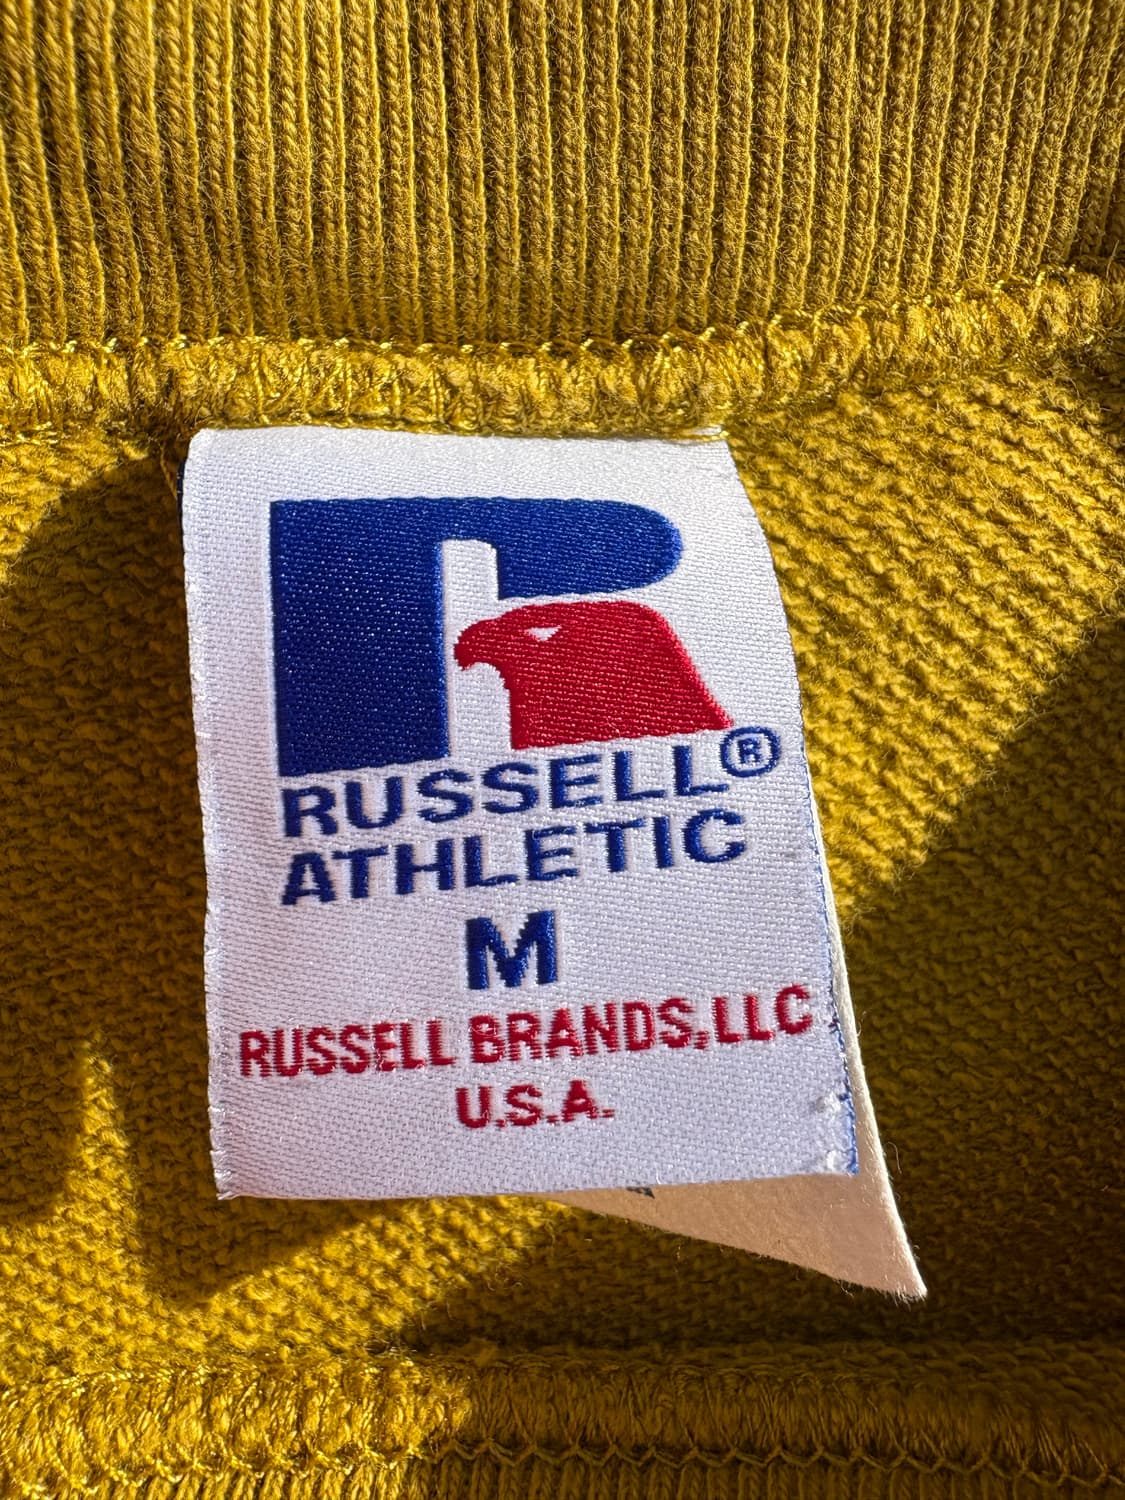 RUSSELL®
ATHLETIC
M
RUSSELL BRANDS, LLC
U.S.A.